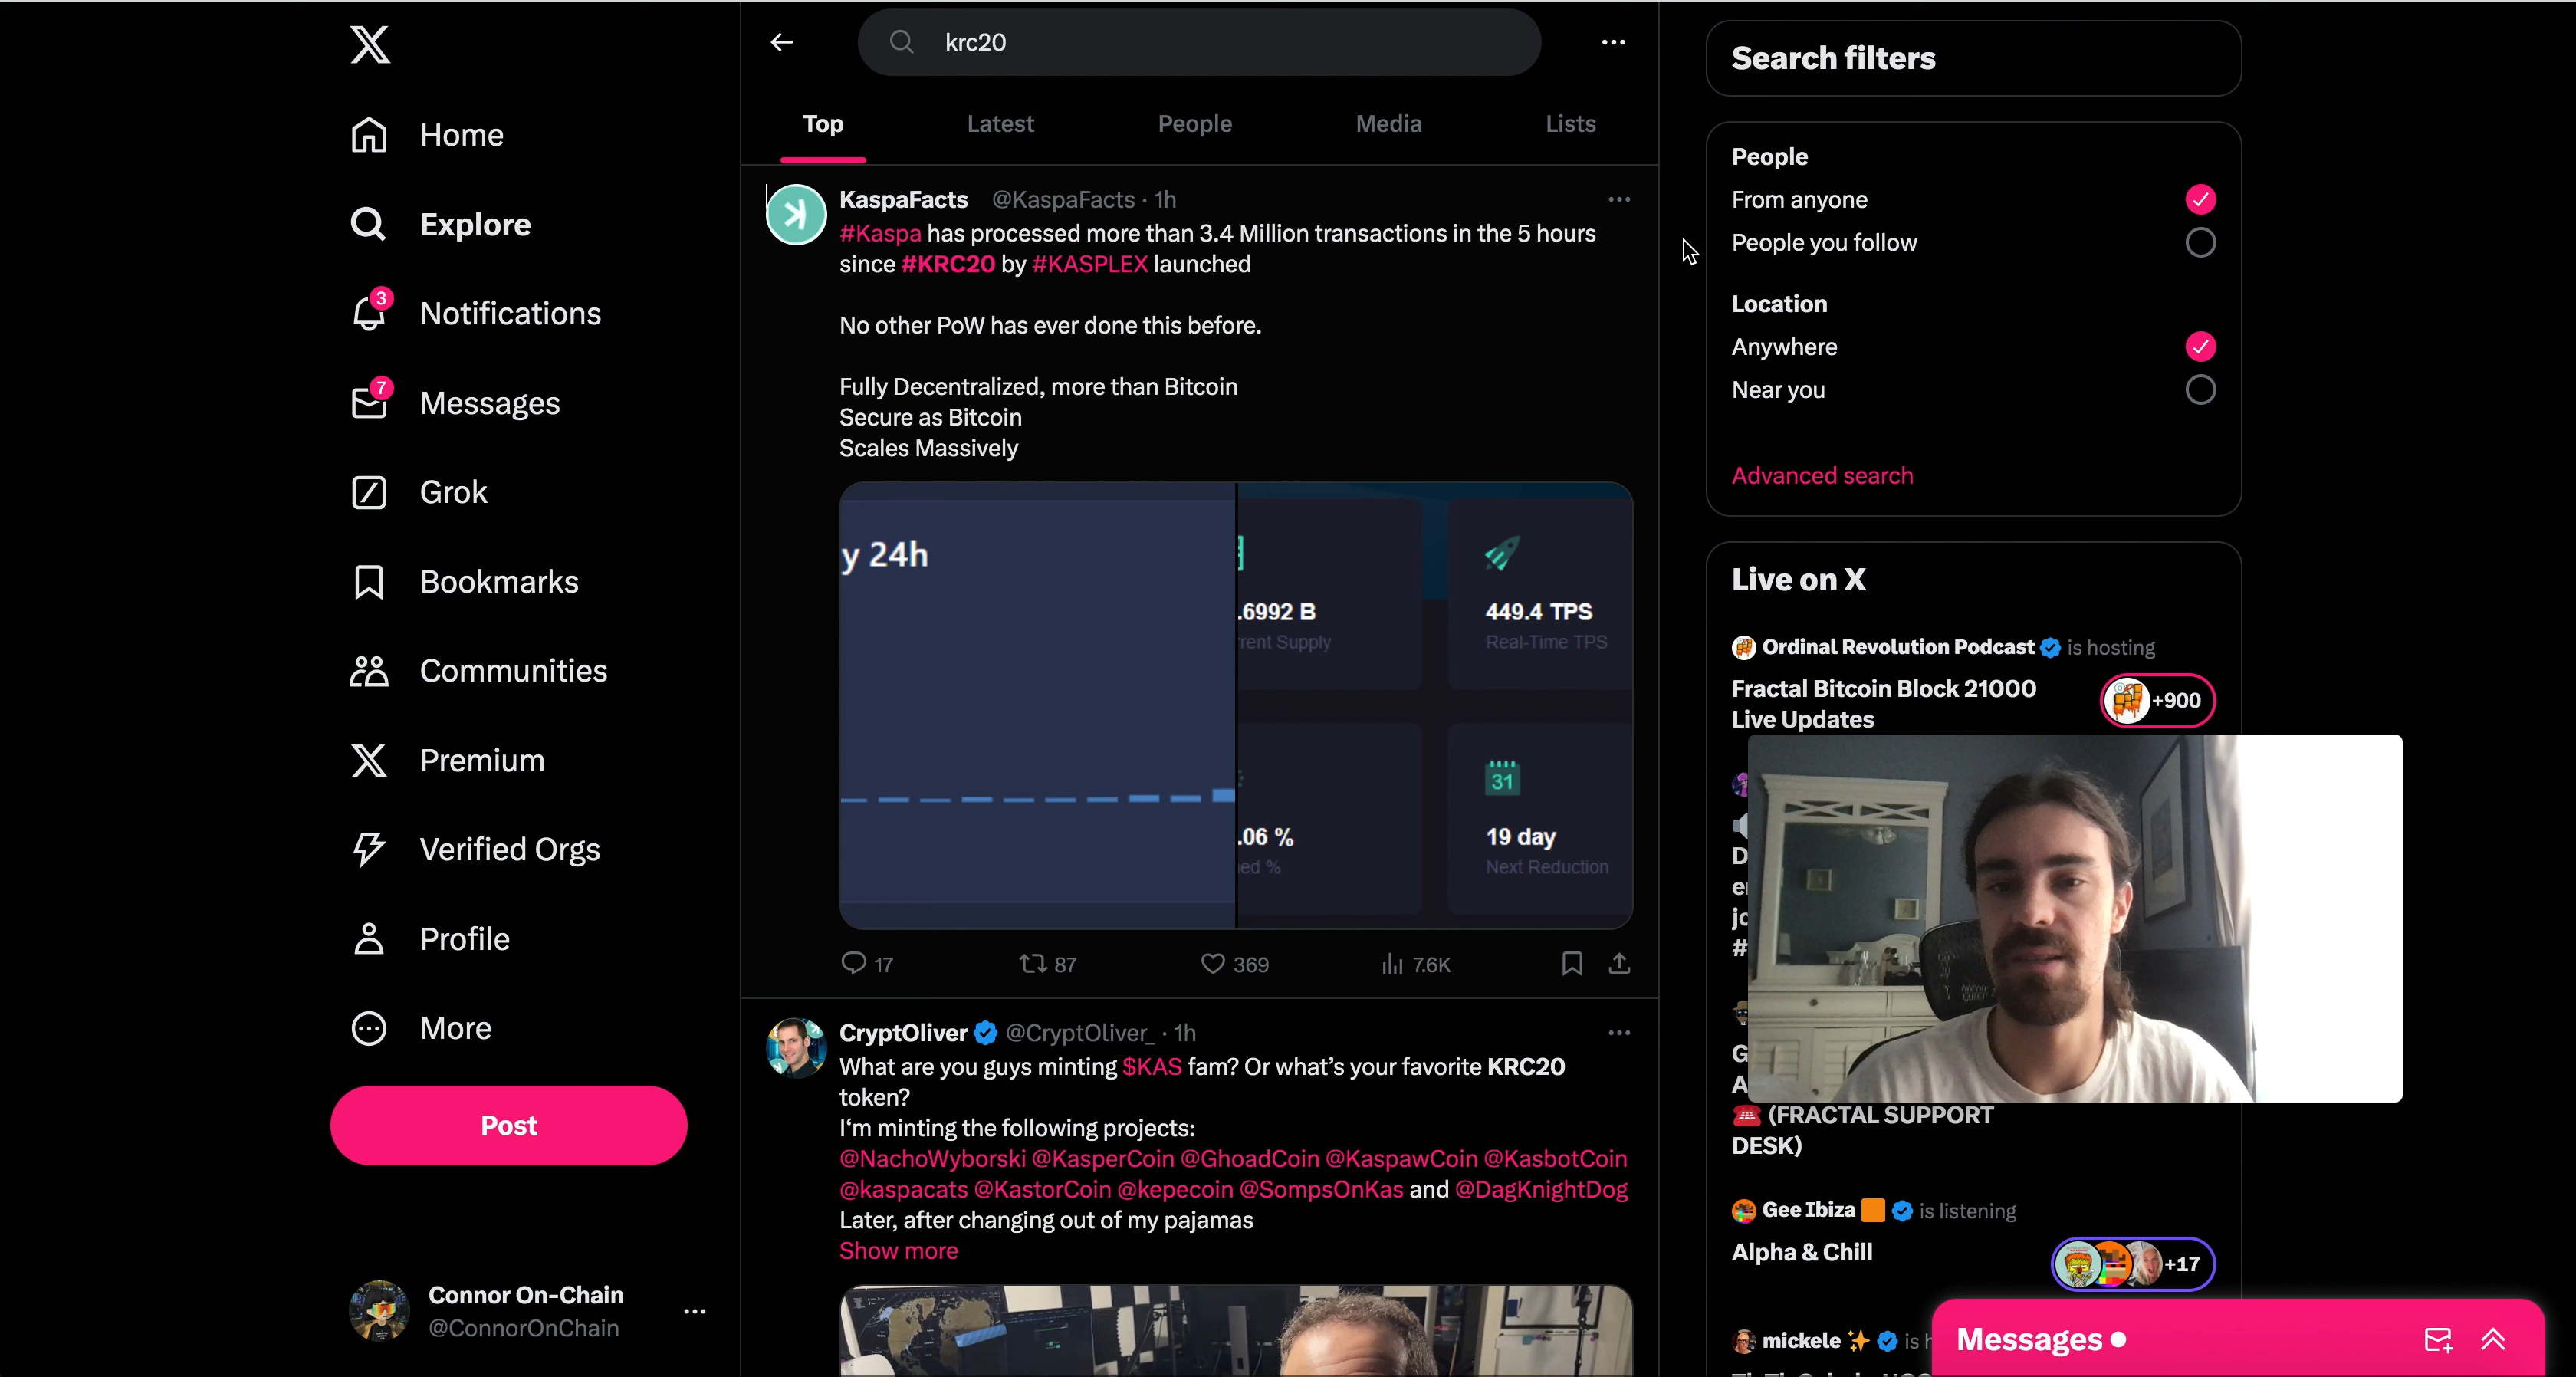 Home
Explore
3
Notifications
7
Messages
Grok
Bookmarks
Communities
Premium
Verified Orgs
Profile
More
Post
Connor On-Chain
@ConnorOnChain
krc20
Top Latest People Media Lists
KaspaFacts @KaspaFacts · 1h
#Kaspa has processed more than 3.4 Million transactions in the 5 hours
since #KRC20 by #KASPLEX launched
No other PoW has ever done this before.
Fully Decentralized, more than Bitcoin
Secure as Bitcoin
Scales Massively
y 24h
.6992 B
rrent Supply
449.4 TPS
Real-Time TPS
.06 %
ned %
31
19 day
Next Reduction
17 87 369 7.6K
CryptOliver @CryptOliver_ · 1h
What are you guys minting $KAS fam? Or what's your favorite KRC20
token?
I'm minting the following projects:
@NachoWyborski @KasperCoin @GhoadCoin @KaspawCoin @KasbotCoin
@kaspacats @KastorCoin @kepecoin @SompsOnKas and @DagKnightDog
Later, after changing out of my pajamas
Show more
Search filters
People
From anyone
People you follow
Location
Anywhere
Near you
Advanced search
Live on X
Ordinal Revolution Podcast is hosting
Fractal Bitcoin Block 21000
Live Updates
+900
D
jo
#
G
A
(FRACTAL SUPPORT
DESK)
Gee Ibiza is listening
Alpha & Chill
+17
mickele is h
Messages